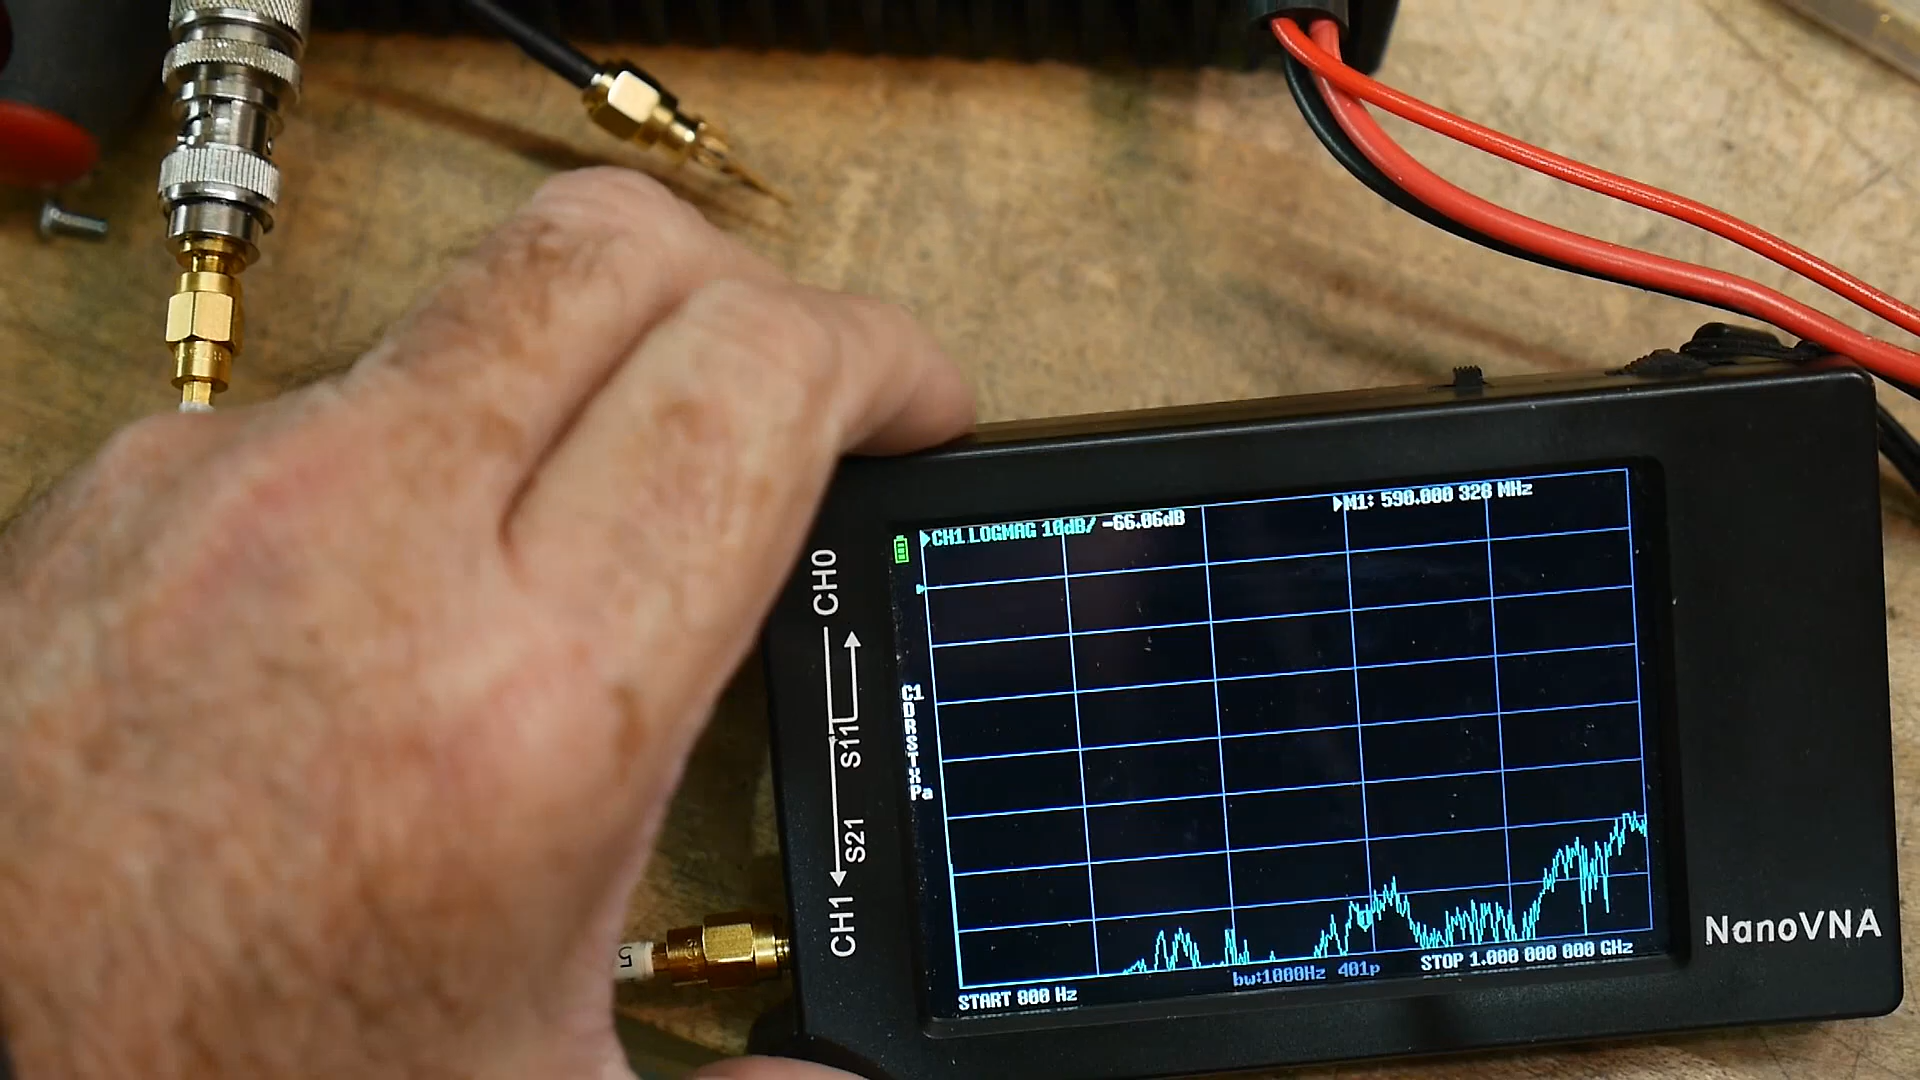 CH1 LOGMAG 10dB/ -66.06dB
M1: 590.000 328 MHz
C1
D
R
S
T
X
Pa
START 800 Hz
bw:1000Hz 401p
STOP 1.000 000 000 GHz
CH0
S11
S21
CH1
NanoVNA
5